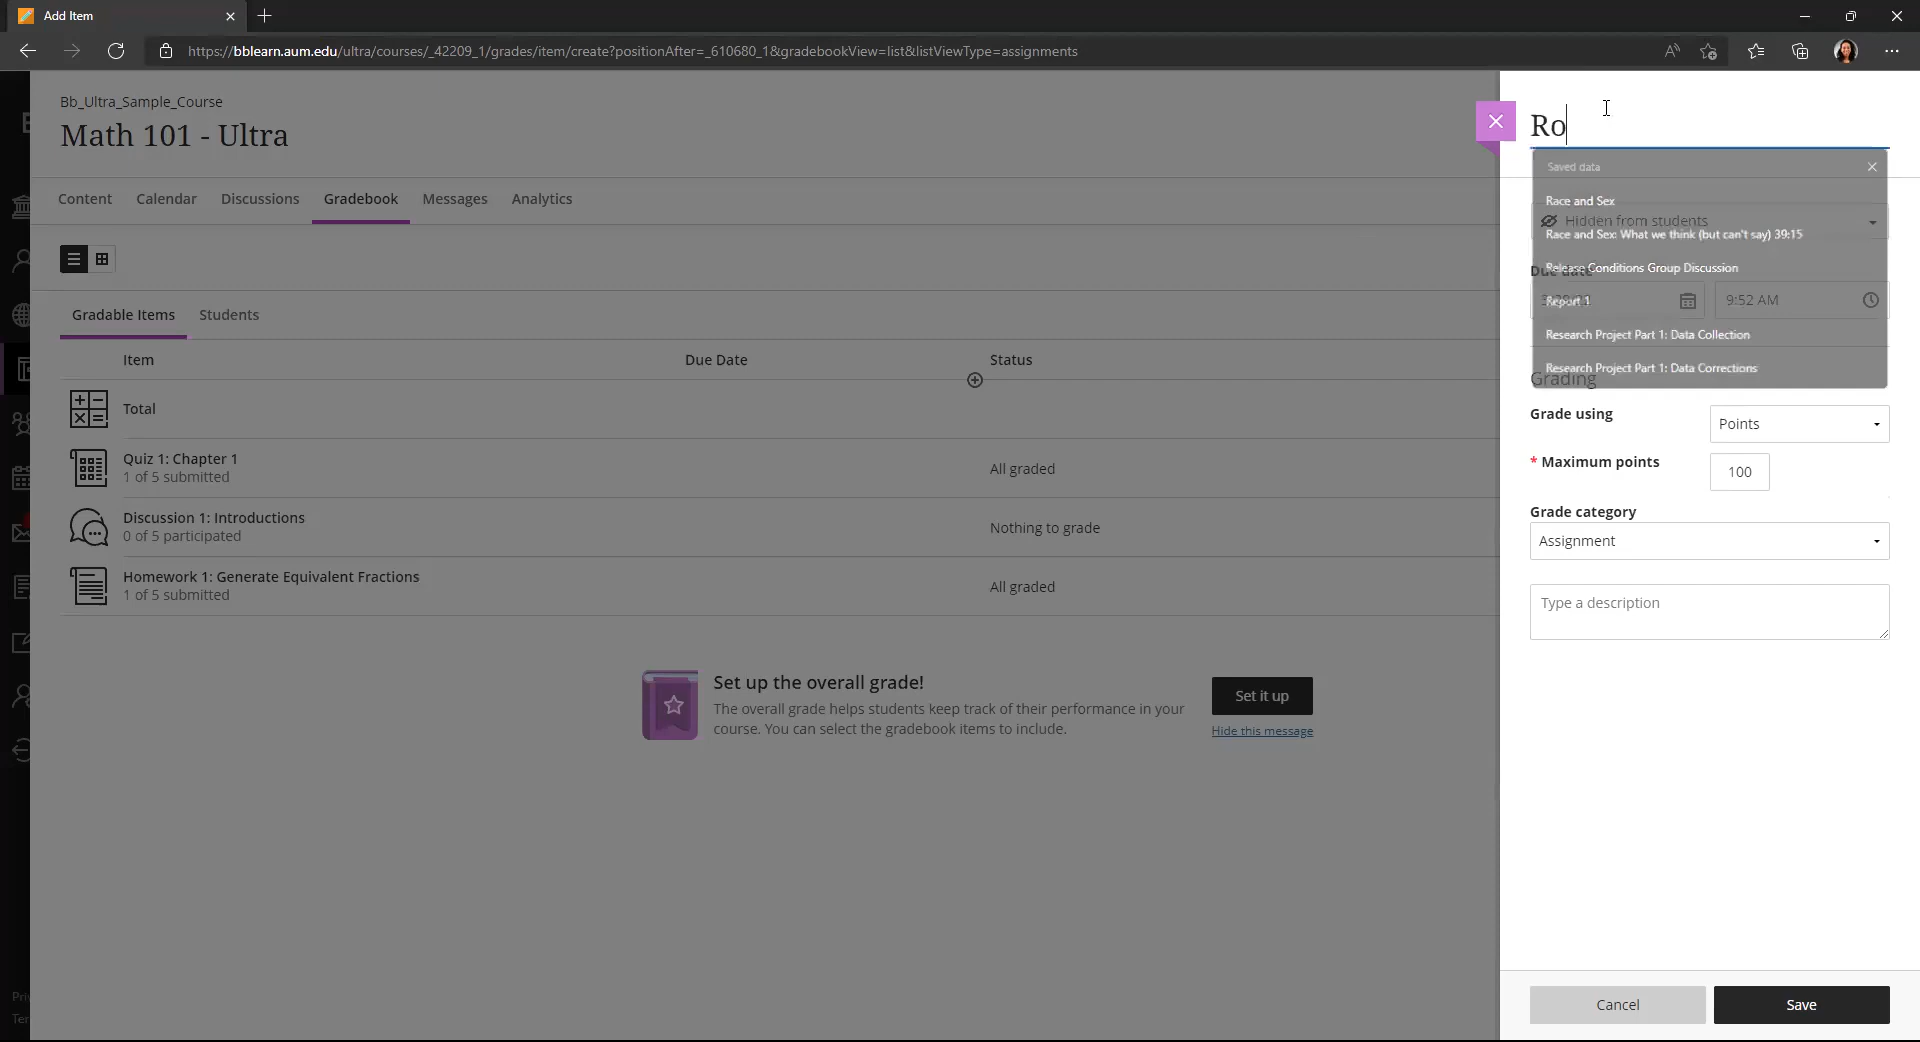 Add Item
https://bblearn.aum.edu/ultra/courses/_42209_1/grades/item/create?positionAfter=_610680_1&gradebookView=list&listViewType=assignments
Bb_Ultra_Sample_Course
Math 101 - Ultra
Content Calendar Discussions Gradebook Messages Analytics
Gradable Items Students
Item Due Date Status
Total
Quiz 1: Chapter 1
1 of 5 submitted
All graded
Discussion 1: Introductions
0 of 5 participated
Nothing to grade
Homework 1: Generate Equivalent Fractions
1 of 5 submitted
All graded
Set up the overall grade!
The overall grade helps students keep track of their performance in your
course. You can select the gradebook items to include.
Set it up
Hide this message
Ro
Saved data
Race and Sex
Hidden from students
Race and Sex: What we think (but can't say) 39:15
Release Conditions Group Discussion
Due date
Report 1
9:52 AM
Research Project Part 1: Data Collection
Research Project Part 1: Data Corrections
Grading
Grade using
Points
* Maximum points
100
Grade category
Assignment
Type a description
Cancel
Save